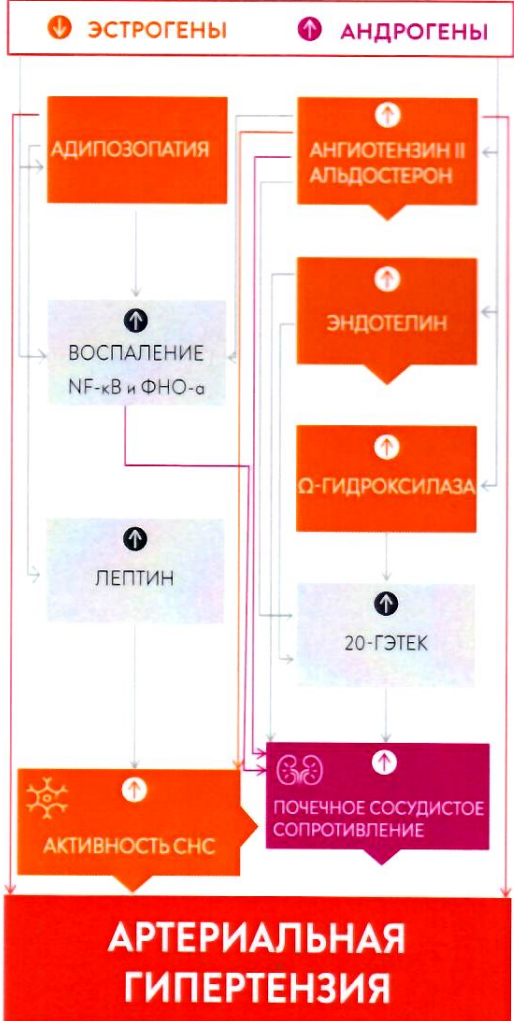 ЭСТРОГЕНЫ
АНДРОГЕНЫ
АДИПОЗОПАТИЯ
АНГИОТЕНЗИН II
АЛЬДОСТЕРОН
ВОСПАЛЕНИЕ
NF-кВ и ФНО-α
ЭНДОТЕЛИН
Ω-ГИДРОКСИЛАЗА
ЛЕПТИН
20-ГЭТЕК
АКТИВНОСТЬ СНС
ПОЧЕЧНОЕ СОСУДИСТОЕ
СОПРОТИВЛЕНИЕ
АРТЕРИАЛЬНАЯ
ГИПЕРТЕНЗИЯ